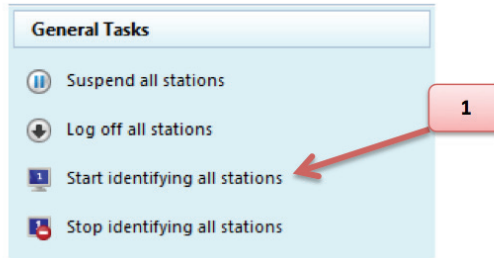 General Tasks
Suspend all stations
1
Log off all stations
Start identifying all stations
Stop identifying all stations